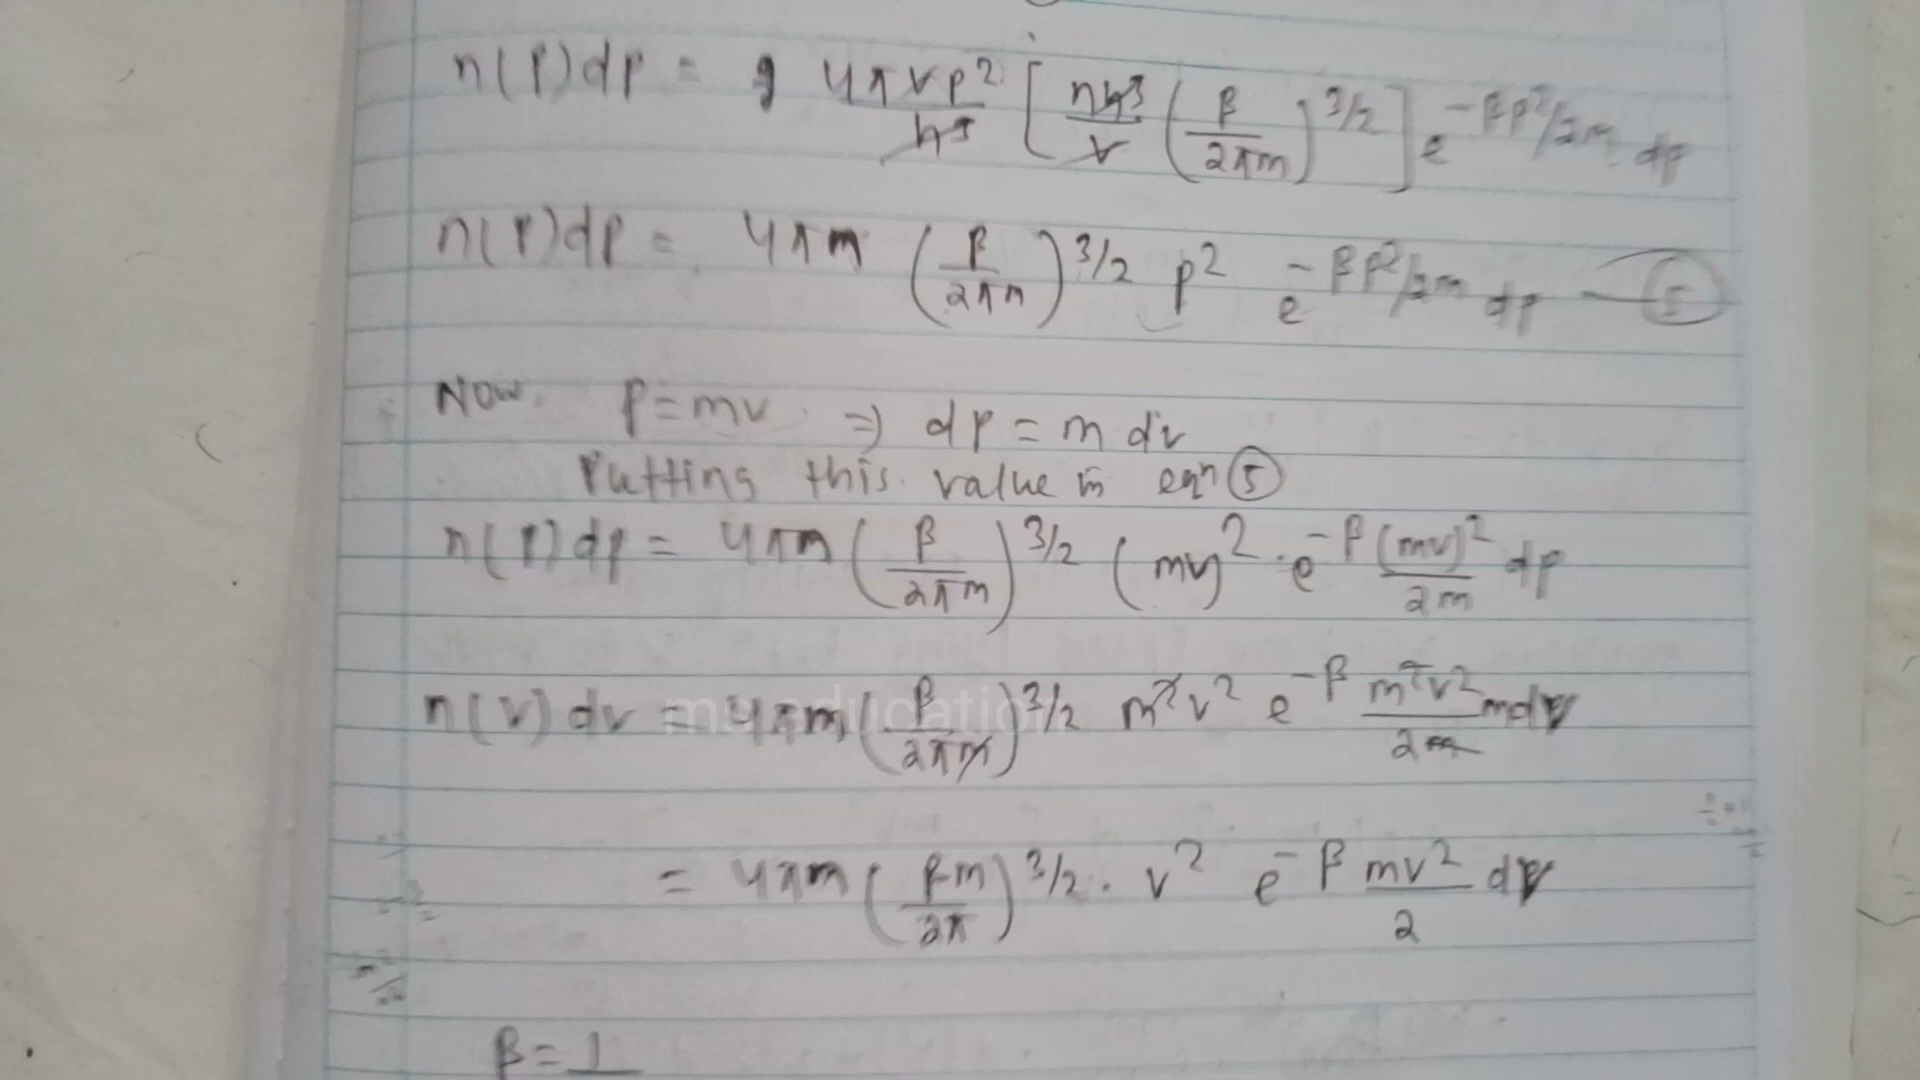 n(p)dp = g 4πVp²/h³ [nh³/V (β/2πm)^3/2] e^-βp²/2m dp
n(p)dp = 4πm (β/2πm)^3/2 p² e^-βp²/2m dp — ⑤
Now. p=mv ⇒ dp = m dv
Putting this value in eqn ⑤
n(p)dp = 4πm (β/2πm)^3/2 (mv)² · e^-β(mv)²/2m dp
n(v)dv = 4πm (β/2πm)^3/2 m²v² e^-β m²v²/2m mdv
= 4πm (βm/2π)^3/2 · v² e^-β mv²/2 dv
β = 1